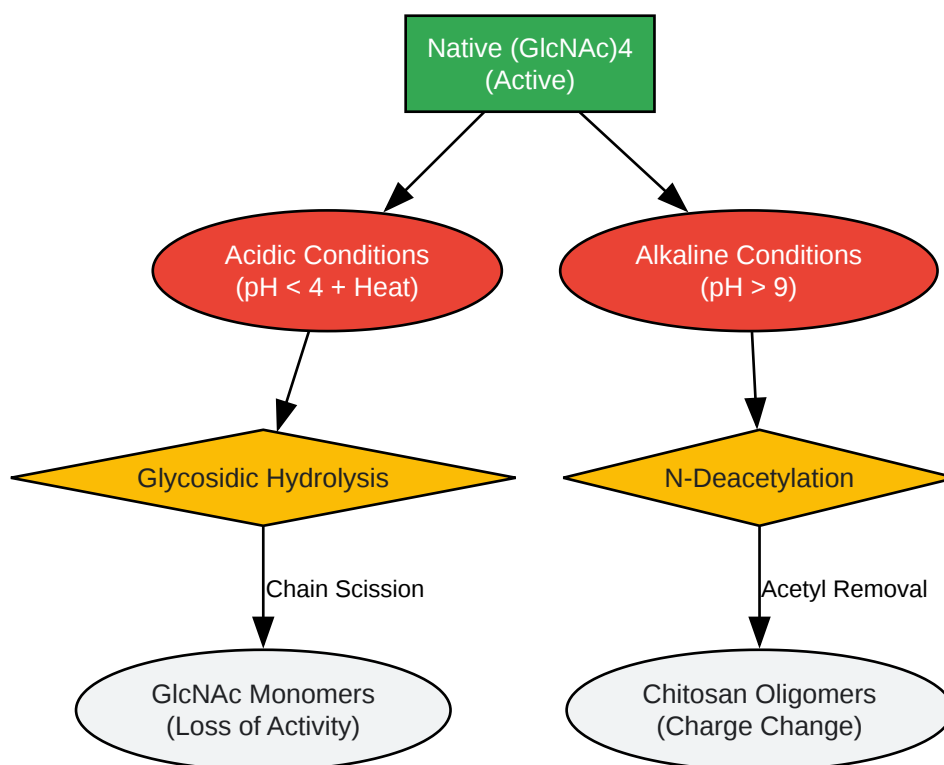 Native (GlcNAc)4
(Active)
Acidic Conditions
(pH < 4 + Heat)
Alkaline Conditions
(pH > 9)
Glycosidic Hydrolysis
N-Deacetylation
Chain Scission
Acetyl Removal
GlcNAc Monomers
(Loss of Activity)
Chitosan Oligomers
(Charge Change)